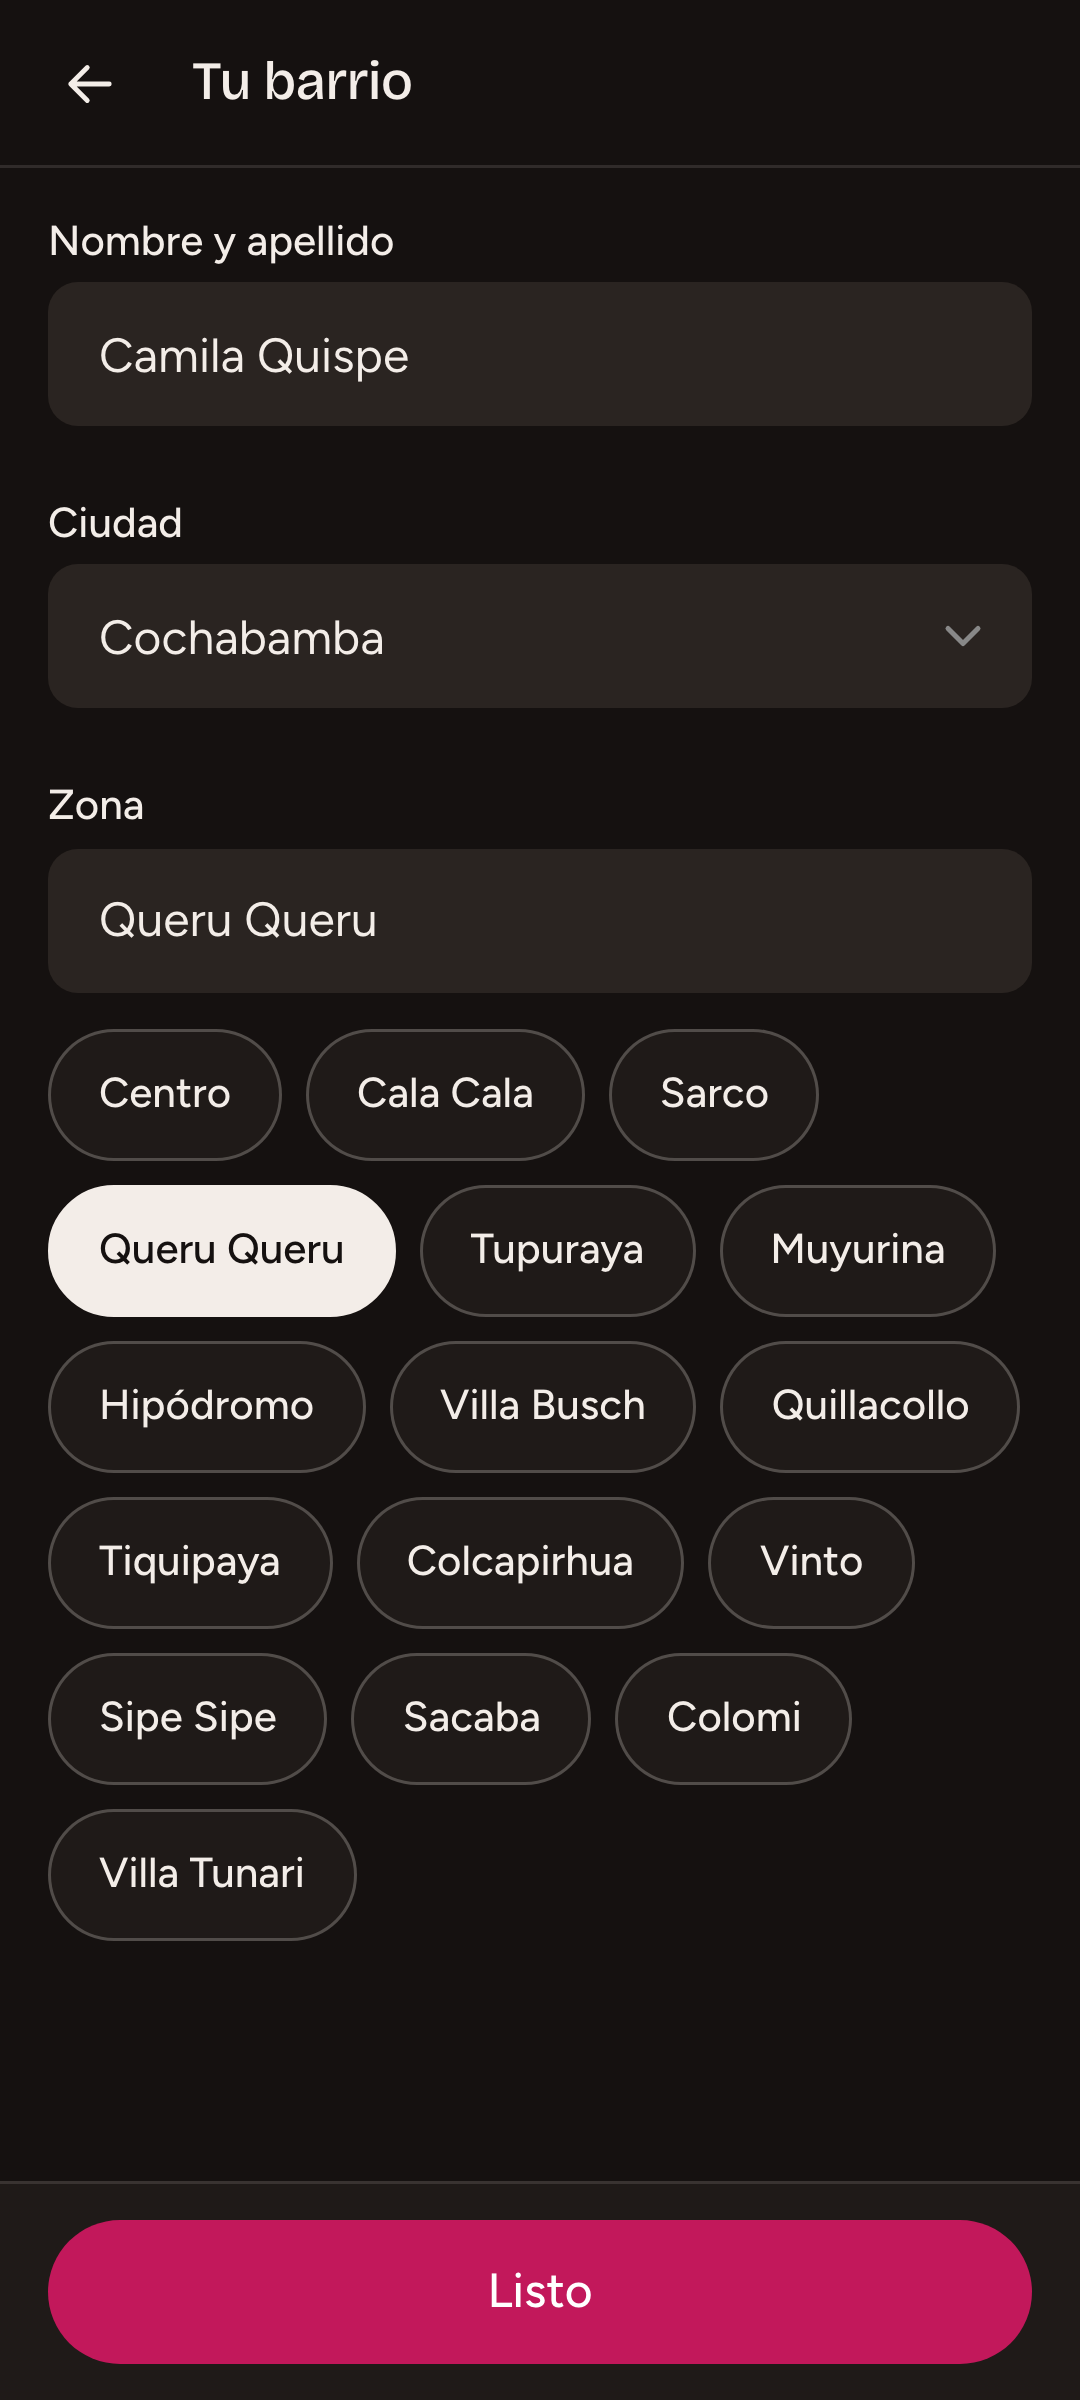 Tu barrio
Nombre y apellido
Camila Quispe
Ciudad
Cochabamba
Zona
Queru Queru
Centro
Cala Cala
Sarco
Queru Queru
Tupuraya
Muyurina
Hipódromo
Villa Busch
Quillacollo
Tiquipaya
Colcapirhua
Vinto
Sipe Sipe
Sacaba
Colomi
Villa Tunari
Listo